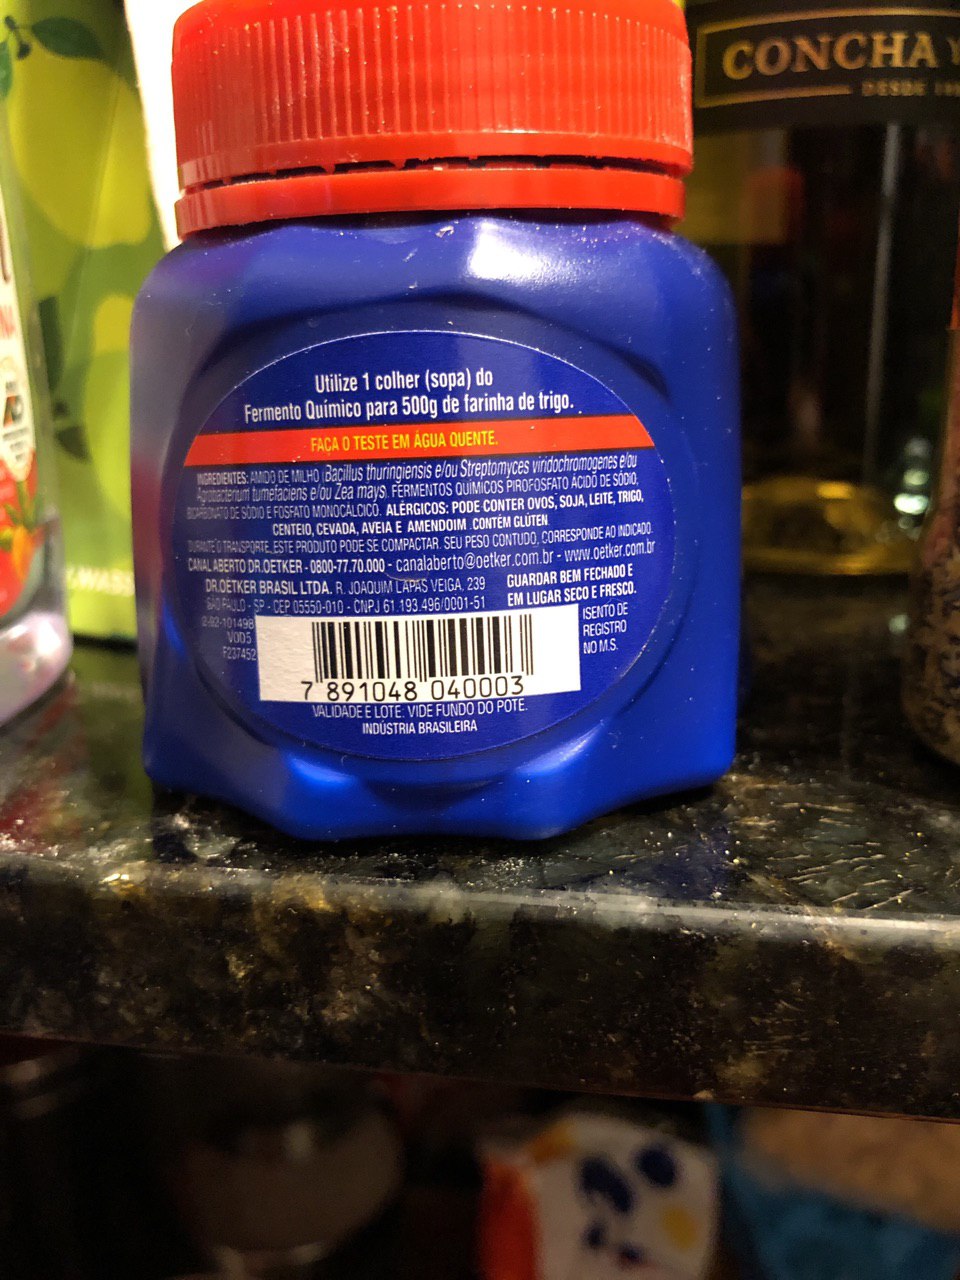 CONCHA Y
DESDE
Utilize 1 colher (sopa) do
Fermento Químico para 500g de farinha de trigo.
FAÇA O TESTE EM ÁGUA QUENTE.
INGREDIENTES: AMIDO DE MILHO (Bacillus thuringiensis e/ou Streptomyces viridochromogenes e/ou
Agrobacterium tumefaciens e/ou Zea mays), FERMENTOS QUÍMICOS PIROFOSFATO ÁCIDO DE SÓDIO,
BICARBONATO DE SÓDIO E FOSFATO MONOCÁLCICO. ALÉRGICOS: PODE CONTER OVOS, SOJA, LEITE, TRIGO,
CENTEIO, CEVADA, AVEIA E AMENDOIM. CONTÉM GLÚTEN
DURANTE O TRANSPORTE, ESTE PRODUTO PODE SE COMPACTAR. SEU PESO CONTUDO, CORRESPONDE AO INDICADO.
CANAL ABERTO DR.OETKER - 0800-77.70.000 - canalaberto@oetker.com.br - www.oetker.com.br
DR.OETKER BRASIL LTDA. R. JOAQUIM LAPAS VEIGA, 239
SÃO PAULO - SP - CEP 05550-010 - CNPJ 61.193.496/0001-51
GUARDAR BEM FECHADO E
EM LUGAR SECO E FRESCO.
101498
V005
F237452
ISENTO DE
REGISTRO
NO M.S.
7 891048 040003
VALIDADE E LOTE: VIDE FUNDO DO POTE.
INDÚSTRIA BRASILEIRA